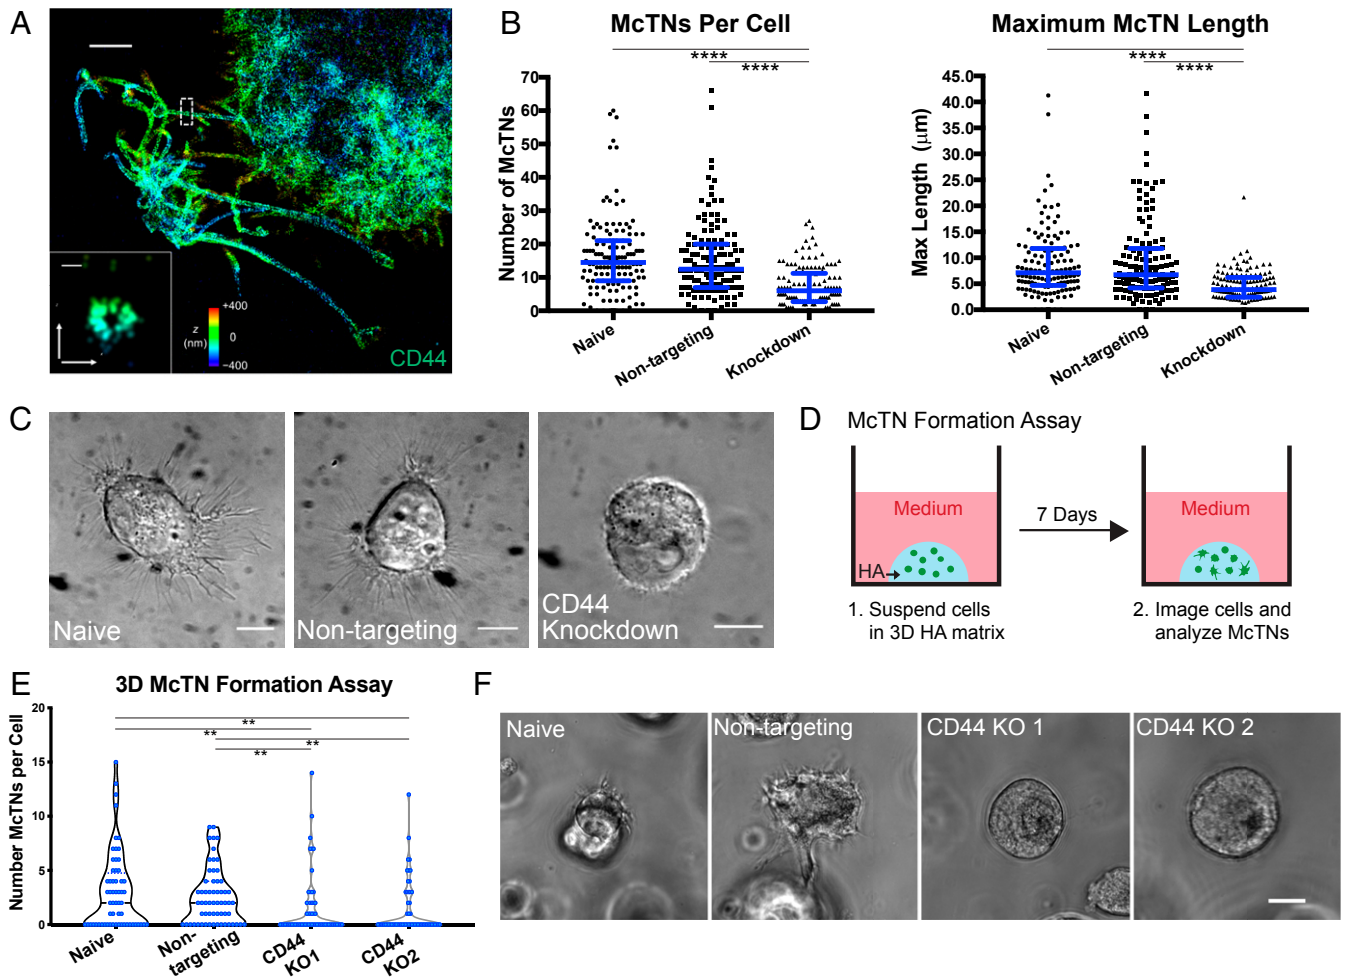 A
+400
z
(nm)
0
−400
CD44
B
McTNs Per Cell
****
****
Number of McTNs
70
60
50
40
30
20
10
0
Naive
Non-targeting
Knockdown
Maximum McTN Length
****
****
Max Length (μm)
45.0
40.0
35.0
30.0
25.0
20.0
15.0
10.0
5.0
0.0
Naive
Non-targeting
Knockdown
C
Naive
Non-targeting
CD44
Knockdown
D
McTN Formation Assay
Medium
HA
7 Days
Medium
1. Suspend cells
in 3D HA matrix
2. Image cells and
analyze McTNs
E
3D McTN Formation Assay
**
**
**
**
Number McTNs per Cell
20
15
10
5
0
Naive
Non-
targeting
CD44
KO1
CD44
KO2
F
Naive
Non-targeting
CD44 KO 1
CD44 KO 2